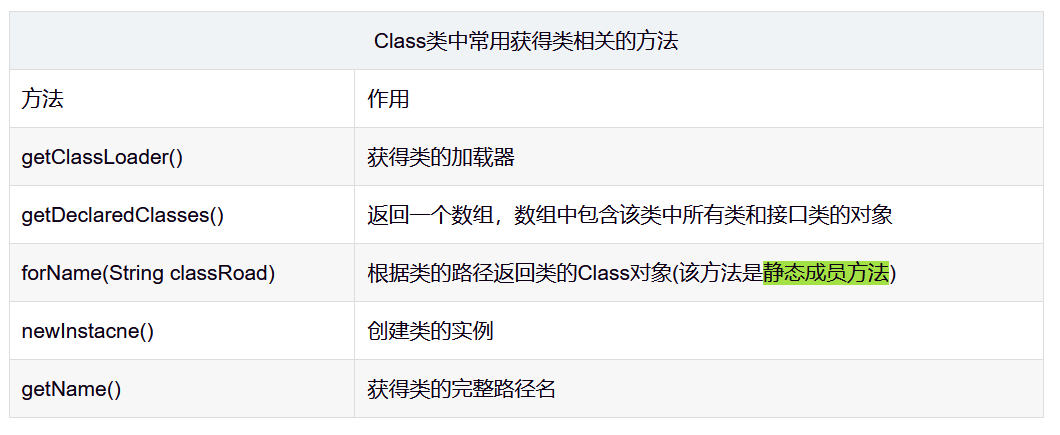 Class类中常用获得类相关的方法
方法 作用
getClassLoader() 获得类的加载器
getDeclaredClasses() 返回一个数组，数组中包含该类中所有类和接口类的对象
forName(String classRoad) 根据类的路径返回类的Class对象(该方法是静态成员方法)
newInstacne() 创建类的实例
getName() 获得类的完整路径名